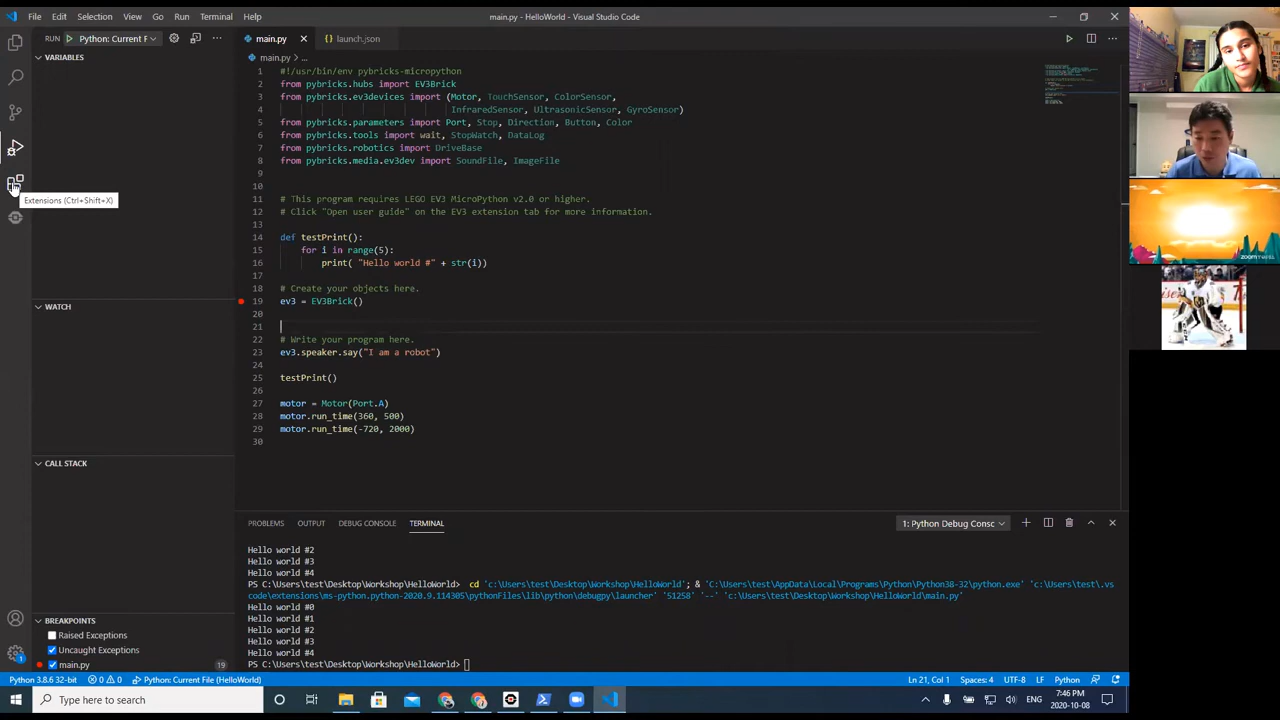 File Edit Selection View Go Run Terminal Help
main.py - HelloWorld - Visual Studio Code
RUN Python: Current F
main.py
launch.json
main.py > ...
VARIABLES
1 #!/usr/bin/env pybricks-micropython
2 from pybricks.hubs import EV3Brick
3 from pybricks.ev3devices import (Motor, TouchSensor, ColorSensor,
4 InfraredSensor, UltrasonicSensor, GyroSensor)
5 from pybricks.parameters import Port, Stop, Direction, Button, Color
6 from pybricks.tools import wait, StopWatch, DataLog
7 from pybricks.robotics import DriveBase
8 from pybricks.media.ev3dev import SoundFile, ImageFile
9
10
11 # This program requires LEGO EV3 MicroPython v2.0 or higher.
12 # Click "Open user guide" on the EV3 extension tab for more information.
13
14 def testPrint():
15 for i in range(5):
16 print( "Hello world #" + str(i))
17
18 # Create your objects here.
19 ev3 = EV3Brick()
20
21
22 # Write your program here.
23 ev3.speaker.say("I am a robot")
24
25 testPrint()
26
27 motor = Motor(Port.A)
28 motor.run_time(360, 500)
29 motor.run_time(-720, 2000)
30
Extensions (Ctrl+Shift+X)
WATCH
CALL STACK
BREAKPOINTS
Raised Exceptions
Uncaught Exceptions
main.py 19
PROBLEMS OUTPUT DEBUG CONSOLE TERMINAL
1: Python Debug Consc
Hello world #2
Hello world #3
Hello world #4
PS C:\Users\test\Desktop\Workshop\HelloWorld> cd 'c:\Users\test\Desktop\Workshop\HelloWorld'; & 'C:\Users\test\AppData\Local\Programs\Python\Python38-32\python.exe' 'c:\Users\test\.vs
code\extensions\ms-python.python-2020.9.114305\pythonFiles\lib\python\debugpy\launcher' '51258' '--' 'c:\Users\test\Desktop\Workshop\HelloWorld\main.py'
Hello world #0
Hello world #1
Hello world #2
Hello world #3
Hello world #4
PS C:\Users\test\Desktop\Workshop\HelloWorld>
1
Python 3.8.6 32-bit 0 0 Python: Current File (HelloWorld)
Ln 21, Col 1 Spaces: 4 UTF-8 LF Python
Type here to search
ENG
7:46 PM
2020-10-08